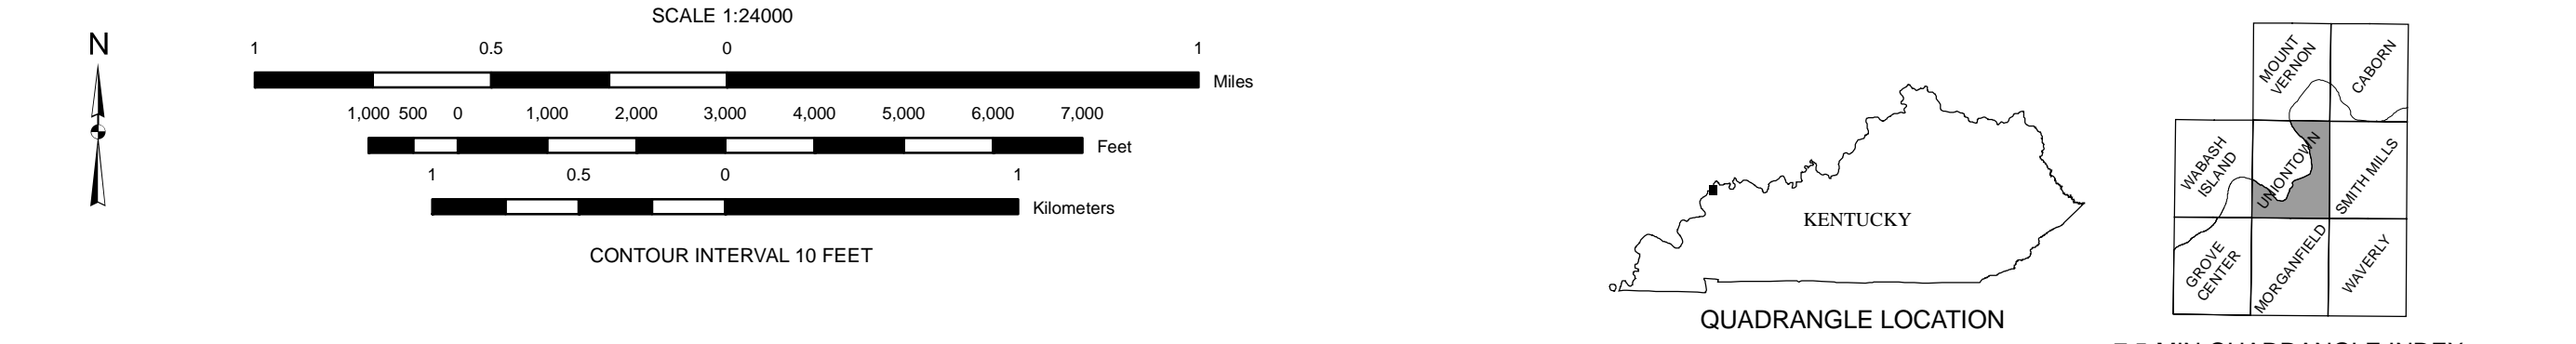 SCALE 1:24000
N
1 0.5 0 1
Miles
1,000 500 0 1,000 2,000 3,000 4,000 5,000 6,000 7,000
Feet
1 0.5 0 1
Kilometers
CONTOUR INTERVAL 10 FEET
KENTUCKY
QUADRANGLE LOCATION
MOUNT
VERNON
CABORN
WABASH
ISLAND
UNIONTOWN
SMITH MILLS
GROVE
CENTER
MORGANFIELD
WAVERLY